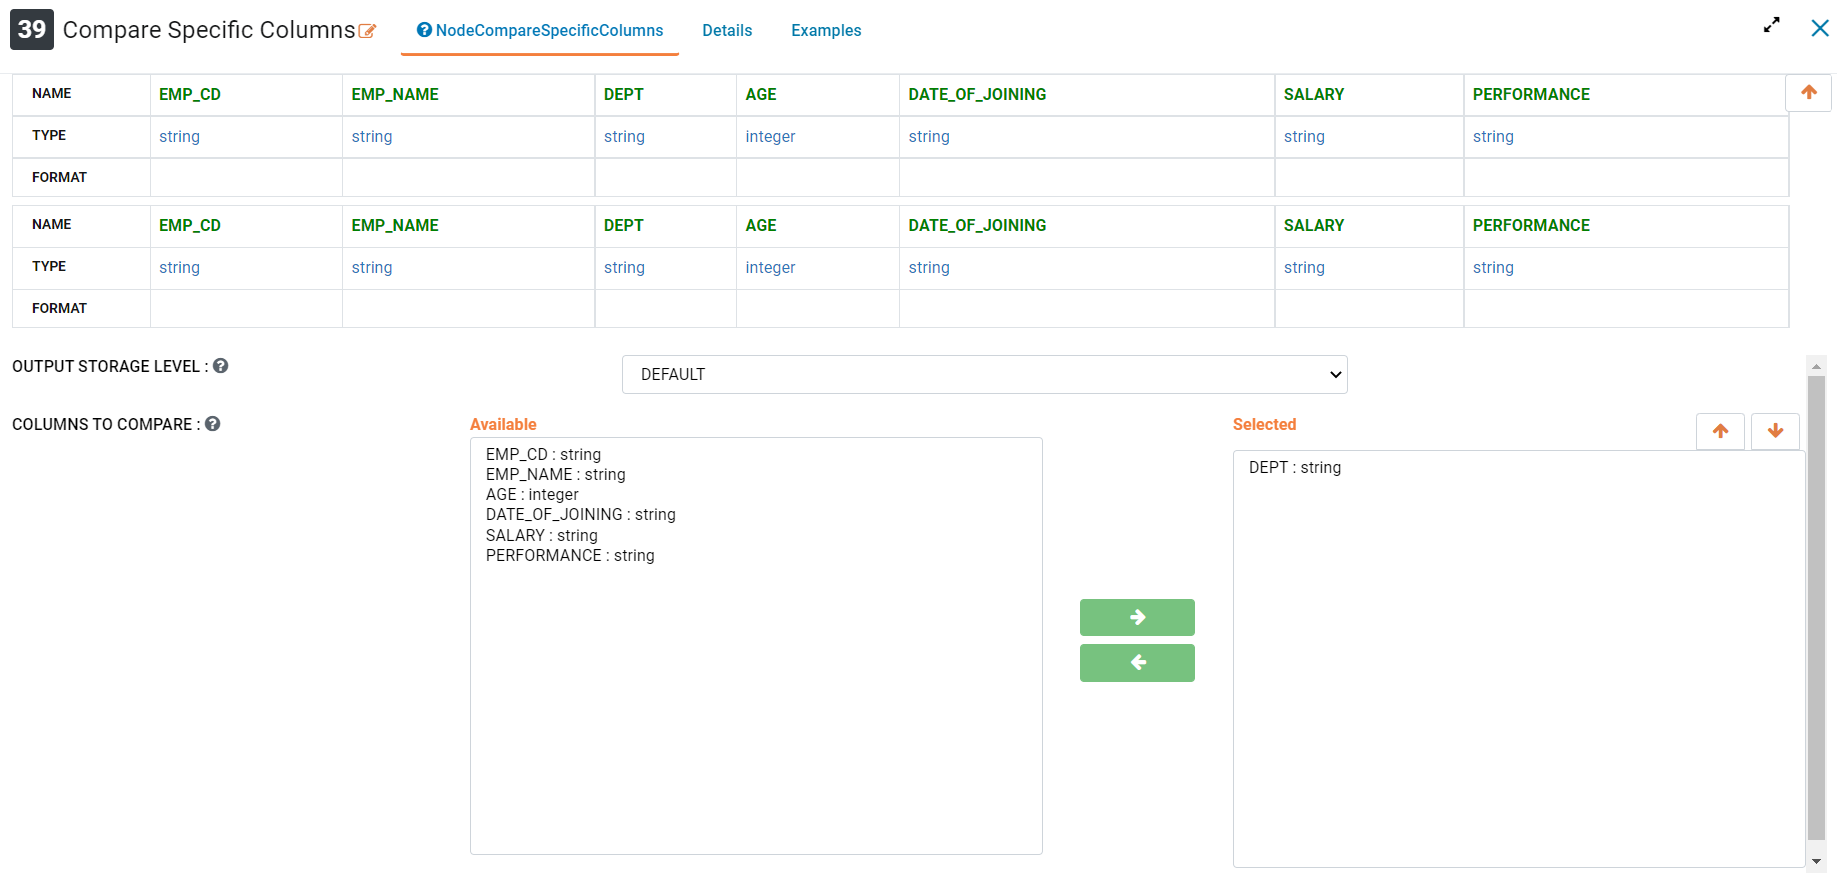 39 Compare Specific Columns NodeCompareSpecificColumns Details Examples
NAME EMP_CD EMP_NAME DEPT AGE DATE_OF_JOINING SALARY PERFORMANCE
TYPE string string string integer string string string
FORMAT
NAME EMP_CD EMP_NAME DEPT AGE DATE_OF_JOINING SALARY PERFORMANCE
TYPE string string string integer string string string
FORMAT
OUTPUT STORAGE LEVEL : DEFAULT
COLUMNS TO COMPARE : Available Selected
EMP_CD : string
EMP_NAME : string
AGE : integer
DATE_OF_JOINING : string
SALARY : string
PERFORMANCE : string
DEPT : string